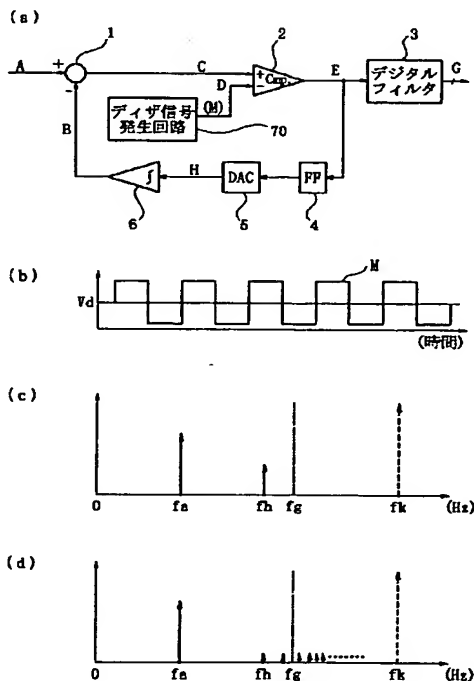 (a)
1
2
3
A
+
-
C
D
+
-
Cmp.
E
デジタル
フィルタ
G
B
ディザ信号
発生回路
(M)
70
∫
H
DAC
FF
6
5
4
(b)
M
Vd
(時間)
(c)
0
fa
fh
fg
fk
(Hz)
(d)
0
fa
fh
fg
fk
(Hz)